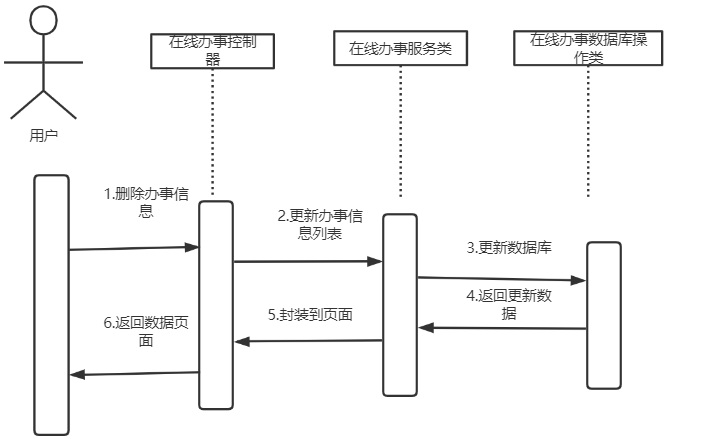 在线办事控制
器
在线办事服务类
在线办事数据库操
作类
用户
1.删除办事信
息
2.更新办事信
息列表
3.更新数据库
4.返回更新数
据
5.封装到页面
6.返回数据页
面